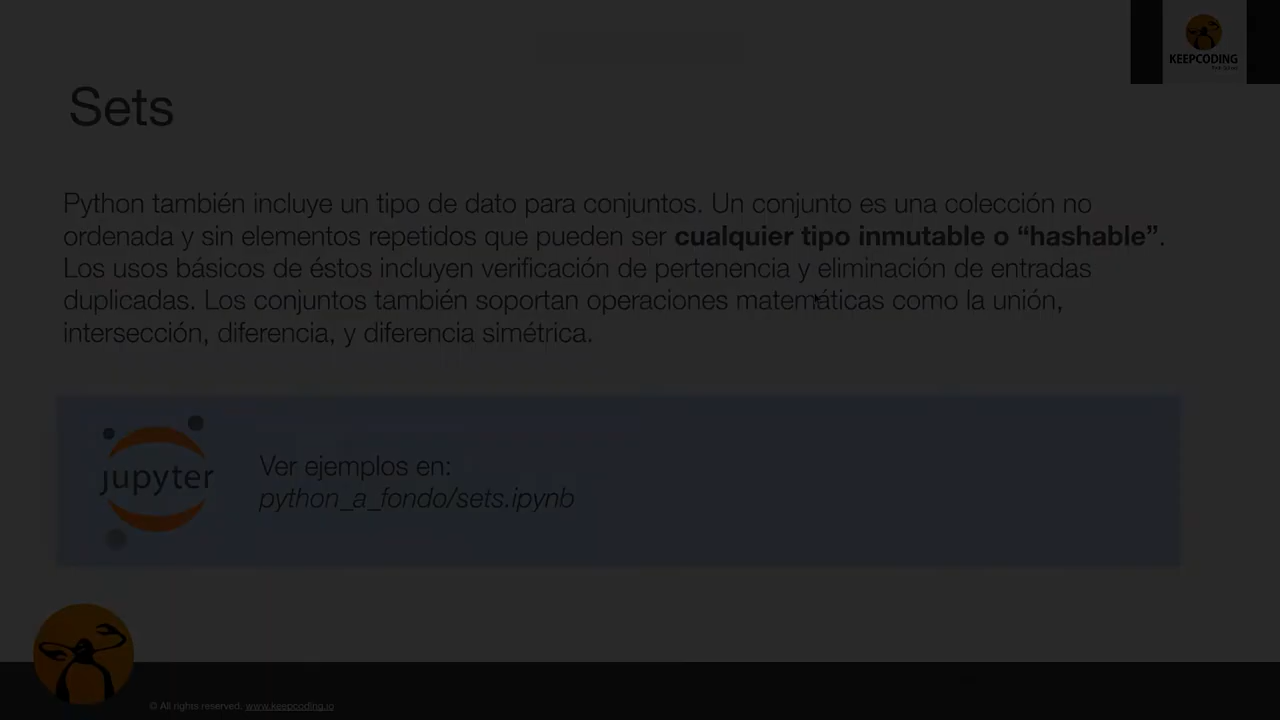 KEEPCODING
Sets
Python también incluye un tipo de dato para conjuntos. Un conjunto es una colección no
ordenada y sin elementos repetidos que pueden ser cualquier tipo inmutable o “hashable”.
Los usos básicos de éstos incluyen verificación de pertenencia y eliminación de entradas
duplicadas. Los conjuntos también soportan operaciones matemáticas como la unión,
intersección, diferencia, y diferencia simétrica.
jupyter
Ver ejemplos en:
python_a_fondo/sets.ipynb
© All rights reserved. www.keepcoding.io